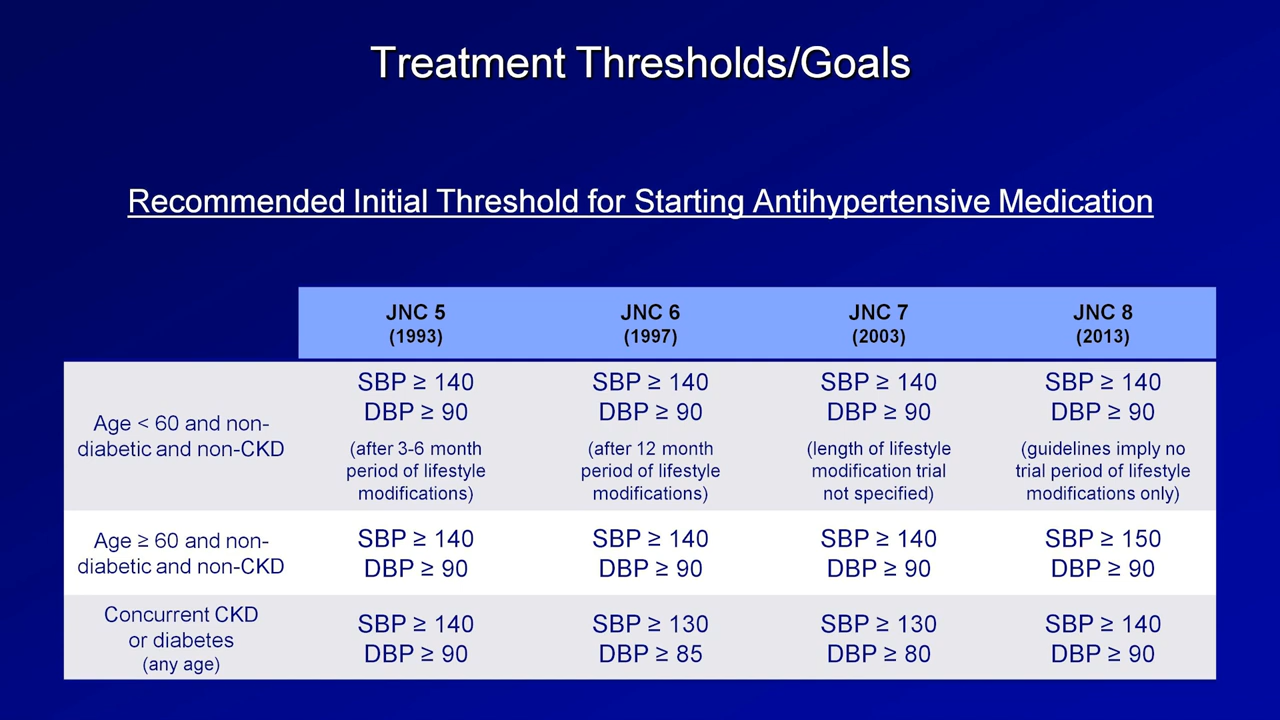 Treatment Thresholds/Goals
Recommended Initial Threshold for Starting Antihypertensive Medication
JNC 5 JNC 6 JNC 7 JNC 8
(1993) (1997) (2003) (2013)
Age < 60 and non-
diabetic and non-CKD
SBP ≥ 140
DBP ≥ 90
(after 3-6 month
period of lifestyle
modifications)
SBP ≥ 140
DBP ≥ 90
(after 12 month
period of lifestyle
modifications)
SBP ≥ 140
DBP ≥ 90
(length of lifestyle
modification trial
not specified)
SBP ≥ 140
DBP ≥ 90
(guidelines imply no
trial period of lifestyle
modifications only)
Age ≥ 60 and non-
diabetic and non-CKD
SBP ≥ 140
DBP ≥ 90
SBP ≥ 140
DBP ≥ 90
SBP ≥ 140
DBP ≥ 90
SBP ≥ 150
DBP ≥ 90
Concurrent CKD
or diabetes
(any age)
SBP ≥ 140
DBP ≥ 90
SBP ≥ 130
DBP ≥ 85
SBP ≥ 130
DBP ≥ 80
SBP ≥ 140
DBP ≥ 90